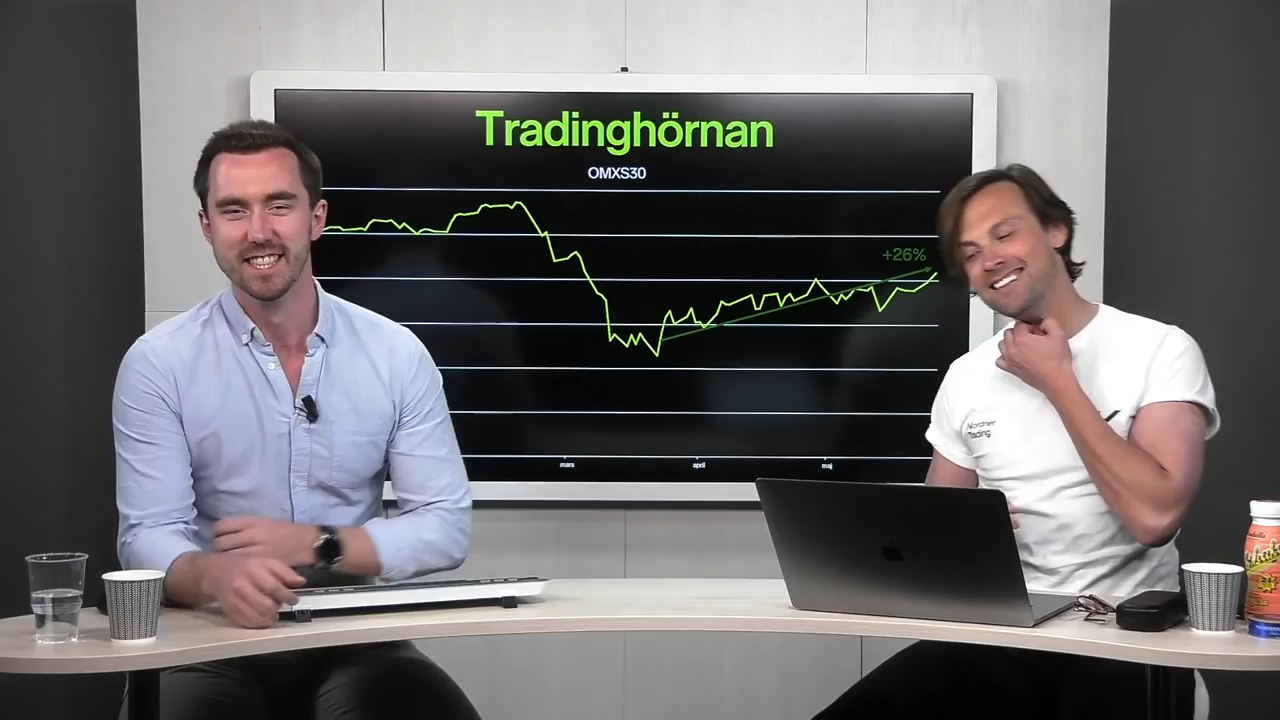 Tradinghörnan
OMXS30
+26%
mars
april
maj
Nordnet
Trading